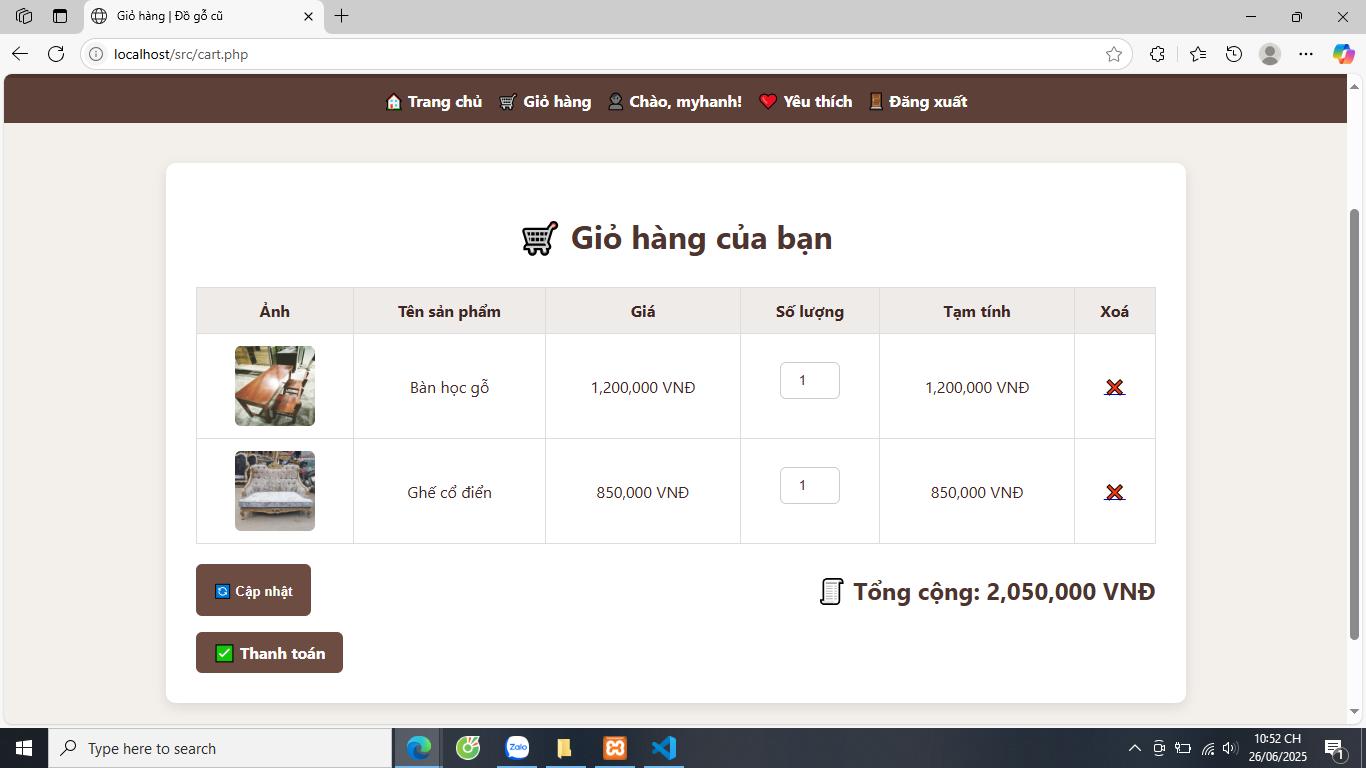 Giỏ hàng | Đồ gỗ cũ
localhost/src/cart.php
Trang chủ Giỏ hàng Chào, myhanh! Yêu thích Đăng xuất
Giỏ hàng của bạn
Ảnh Tên sản phẩm Giá Số lượng Tạm tính Xoá
Bàn học gỗ 1,200,000 VNĐ 1 1,200,000 VNĐ
Ghế cổ điển 850,000 VNĐ 1 850,000 VNĐ
Cập nhật Tổng cộng: 2,050,000 VNĐ
Thanh toán
Type here to search
Zalo
10:52 CH
26/06/2025
1